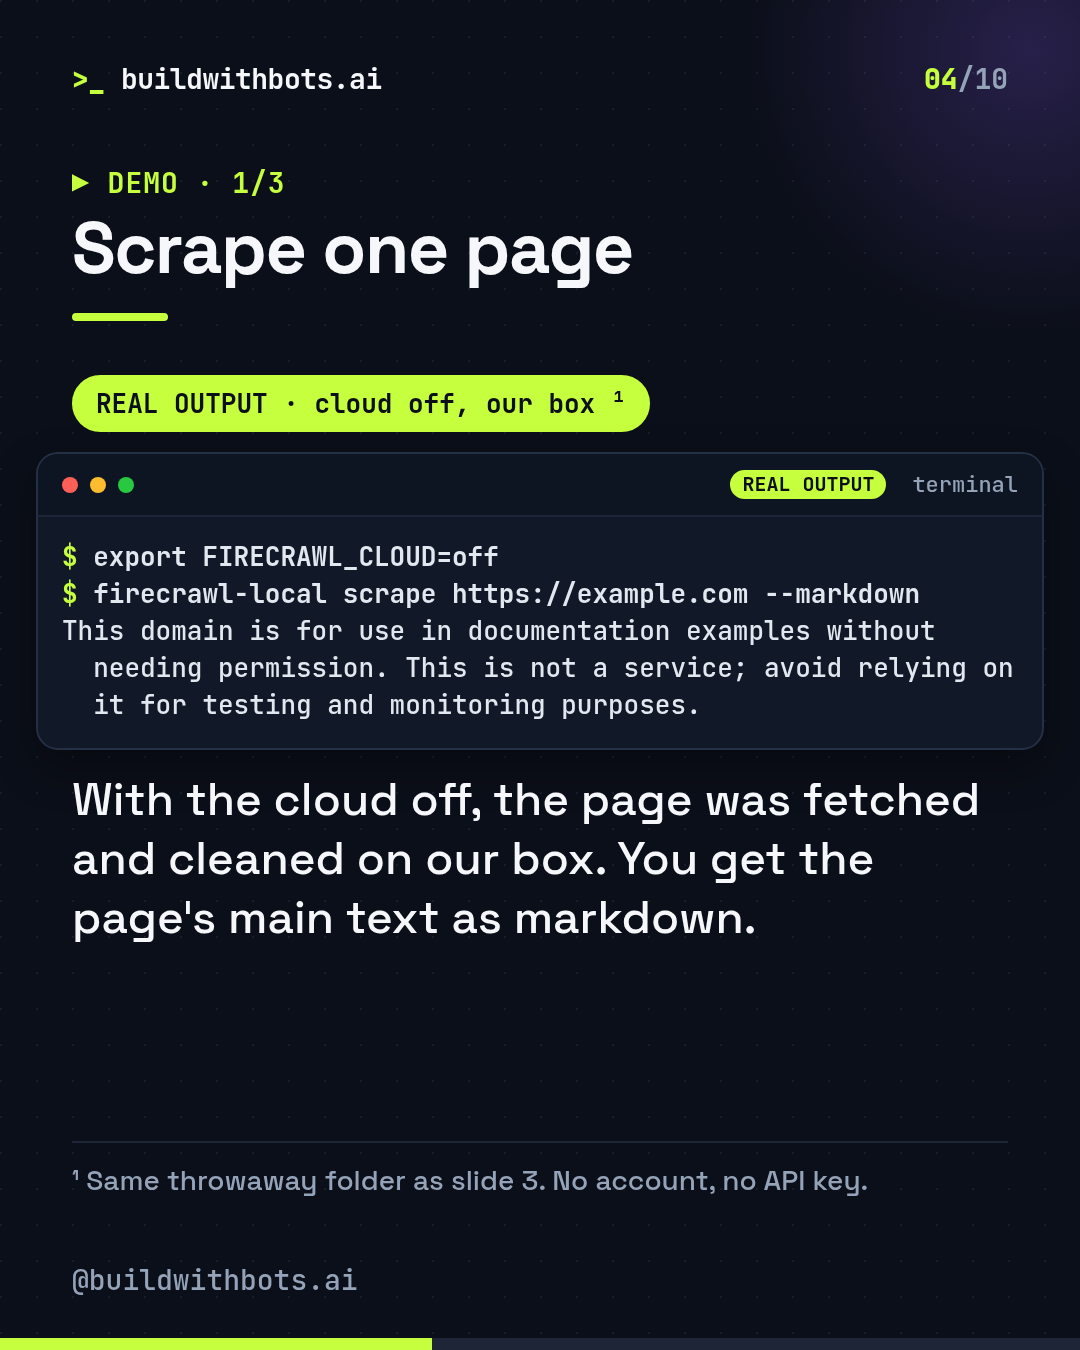 >_ buildwithbots.ai
04/10
▶ DEMO · 1/3
Scrape one page
REAL OUTPUT · cloud off, our box ¹
REAL OUTPUT terminal
$ export FIRECRAWL_CLOUD=off
$ firecrawl-local scrape https://example.com --markdown
This domain is for use in documentation examples without
needing permission. This is not a service; avoid relying on
it for testing and monitoring purposes.
With the cloud off, the page was fetched
and cleaned on our box. You get the
page's main text as markdown.
¹ Same throwaway folder as slide 3. No account, no API key.
@buildwithbots.ai